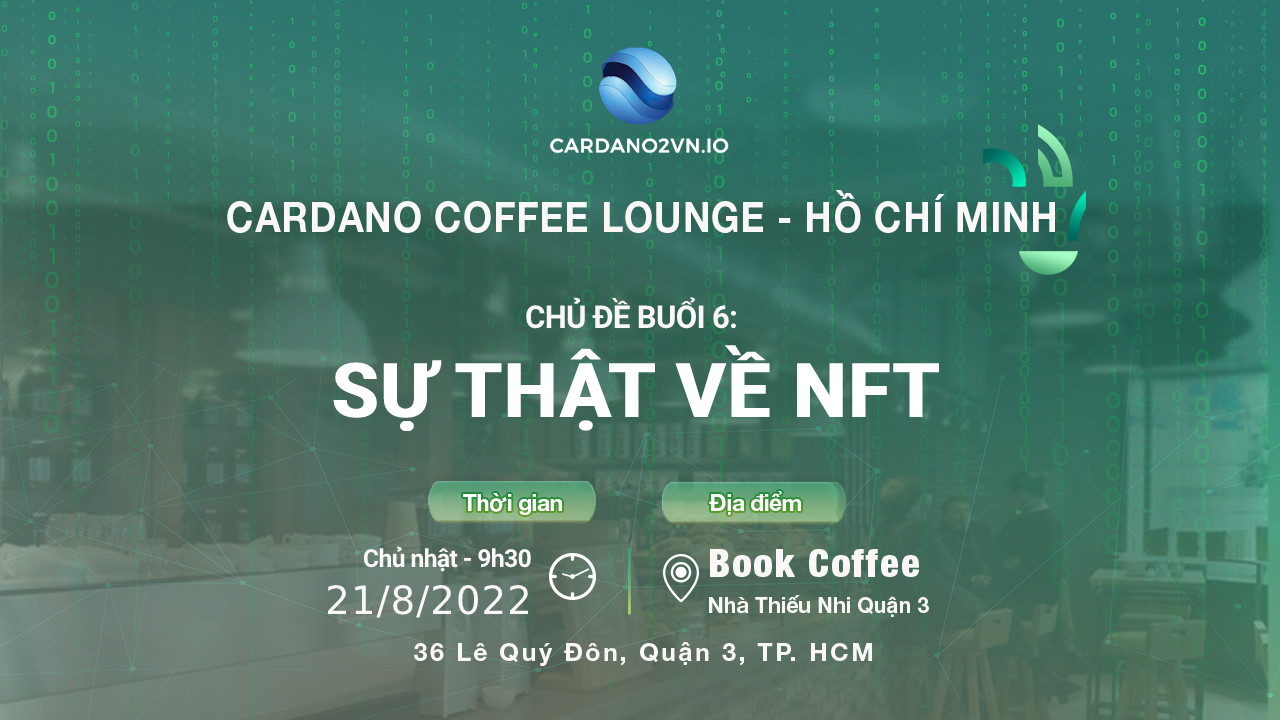 CARDANO2VN.IO
CARDANO COFFEE LOUNGE - HỒ CHÍ MINH
CHỦ ĐỀ BUỔI 6:
SỰ THẬT VỀ NFT
Thời gian
Chủ nhật - 9h30
21/8/2022
Địa điểm
Book Coffee
Nhà Thiếu Nhi Quận 3
36 Lê Quý Đôn, Quận 3, TP. HCM